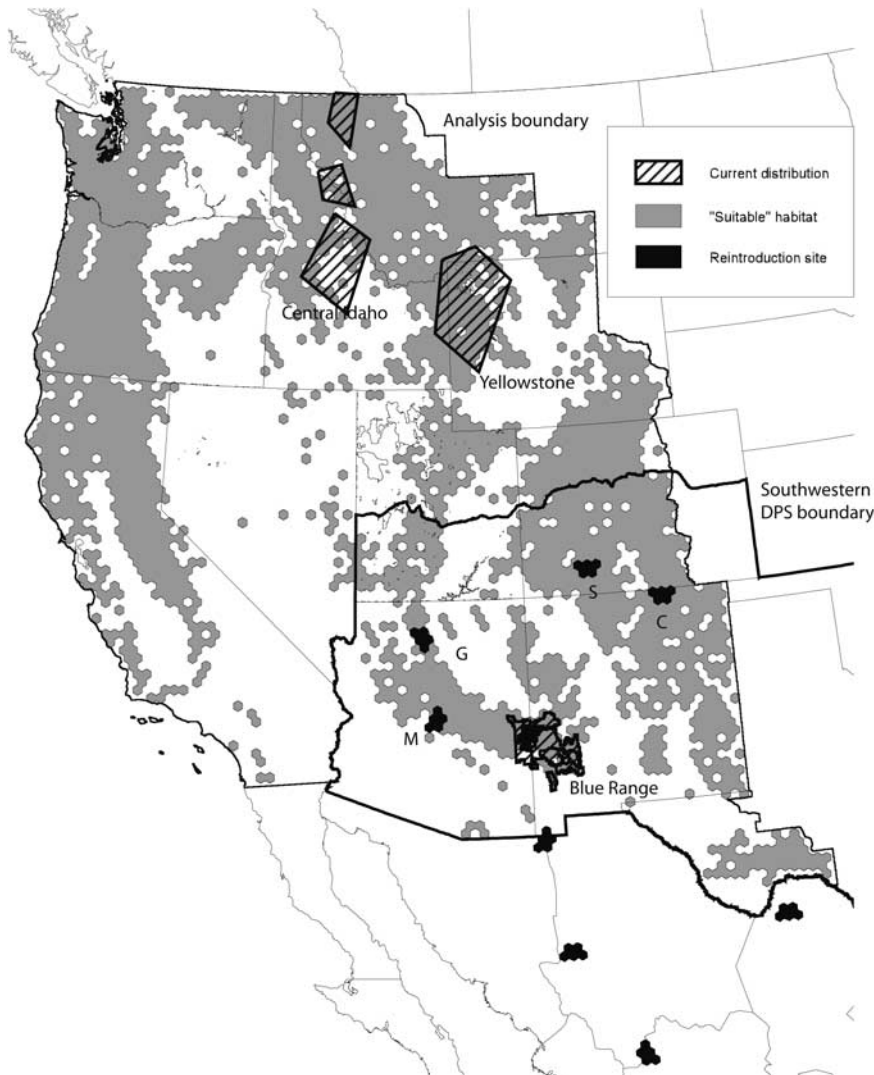 Analysis boundary
Current distribution
"Suitable" habitat
Reintroduction site
Central Idaho
Yellowstone
Southwestern
DPS boundary
S
C
G
M
Blue Range